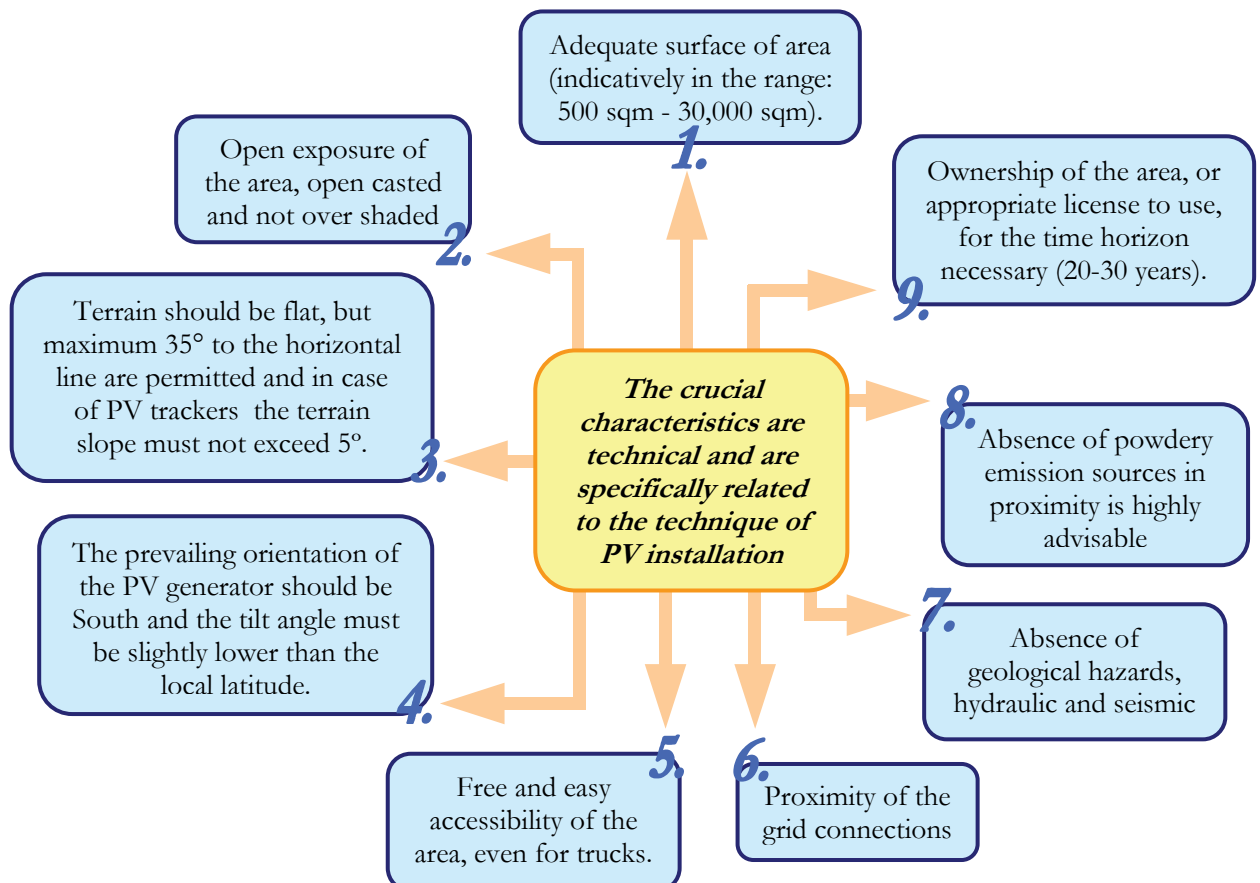 Adequate surface of area
(indicatively in the range:
500 sqm - 30,000 sqm).
1.
Open exposure of
the area, open casted
and not over shaded
2.
Terrain should be flat, but
maximum 35° to the horizontal
line are permitted and in case
of PV trackers the terrain
slope must not exceed 5º.
3.
The prevailing orientation of
the PV generator should be
South and the tilt angle must
be slightly lower than the
local latitude.
4.
5.
Free and easy
accessibility of the
area, even for trucks.
6.
Proximity of the
grid connections
7.
Absence of
geological hazards,
hydraulic and seismic
8.
Absence of powdery
emission sources in
proximity is highly
advisable
Ownership of the area, or
appropriate license to use,
for the time horizon
necessary (20-30 years).
9.
The crucial
characteristics are
technical and are
specifically related
to the technique of
PV installation